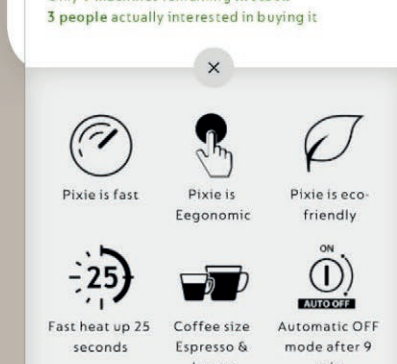 3 people actually interested in buying it
×
Pixie is fast
Pixie is
Eegonomic
Pixie is eco-
friendly
25
ON
AUTO OFF
Fast heat up 25
seconds
Coffee size
Espresso &
Automatic OFF
mode after 9